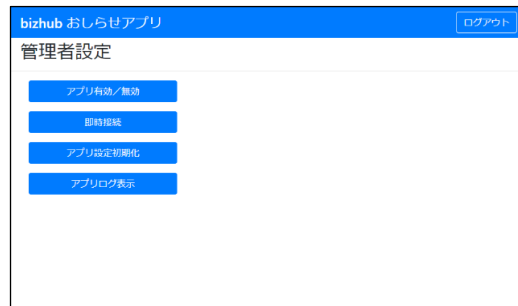 bizhub おしらせアプリ ログアウト
管理者設定
アプリ有効／無効
即時接続
アプリ設定初期化
アプリログ表示